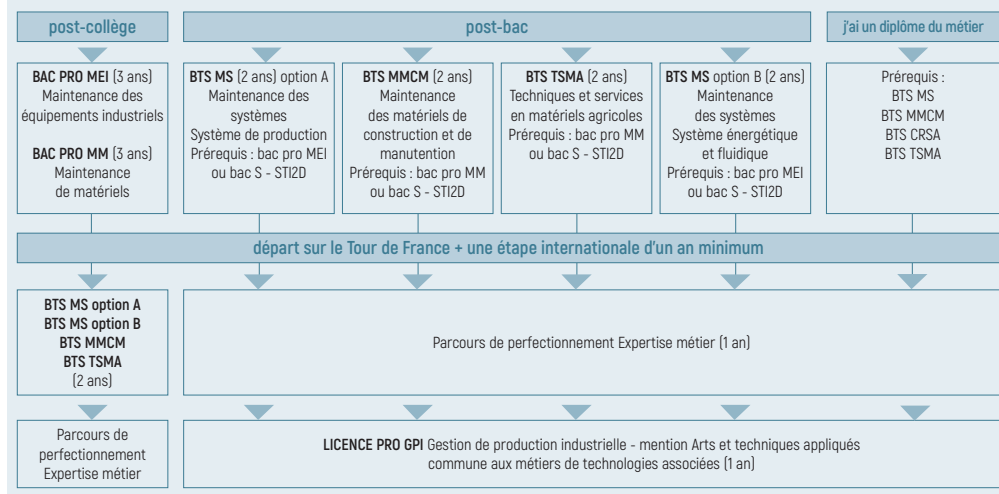 post-collège
post-bac
j'ai un diplôme du métier
BAC PRO MEI (3 ans)
Maintenance des
équipements industriels
BAC PRO MM (3 ans)
Maintenance
de matériels
BTS MS (2 ans) option A
Maintenance des
systèmes
Système de production
Prérequis : bac pro MEI
ou bac S - STI2D
BTS MMCM (2 ans)
Maintenance
des matériels de
construction et de
manutention
Prérequis : bac pro MM
ou bac S - STI2D
BTS TSMA (2 ans)
Techniques et services
en matériels agricoles
Prérequis : bac pro MM
ou bac S - STI2D
BTS MS option B (2 ans)
Maintenance
des systèmes
Système énergétique
et fluidique
Prérequis : bac pro MEI
ou bac S - STI2D
Prérequis :
BTS MS
BTS MMCM
BTS CRSA
BTS TSMA
départ sur le Tour de France + une étape internationale d'un an minimum
BTS MS option A
BTS MS option B
BTS MMCM
BTS TSMA
(2 ans)
Parcours de perfectionnement Expertise métier (1 an)
Parcours de
perfectionnement
Expertise métier
LICENCE PRO GPI Gestion de production industrielle - mention Arts et techniques appliqués
commune aux métiers de technologies associées (1 an)